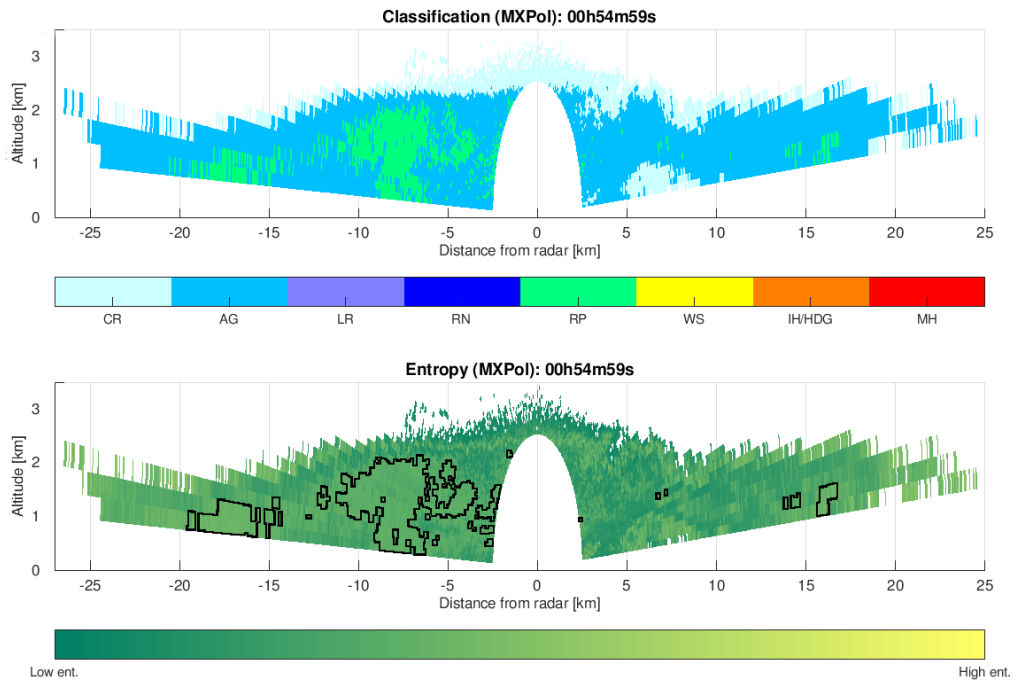 Classification (MXPol): 00h54m59s
Altitude [km]
3
2
1
0
-25 -20 -15 -10 -5 0 5 10 15 20 25
Distance from radar [km]
CR AG LR RN RP WS IH/HDG MH
Entropy (MXPol): 00h54m59s
Altitude [km]
3
2
1
0
-25 -20 -15 -10 -5 0 5 10 15 20 25
Distance from radar [km]
Low ent. High ent.